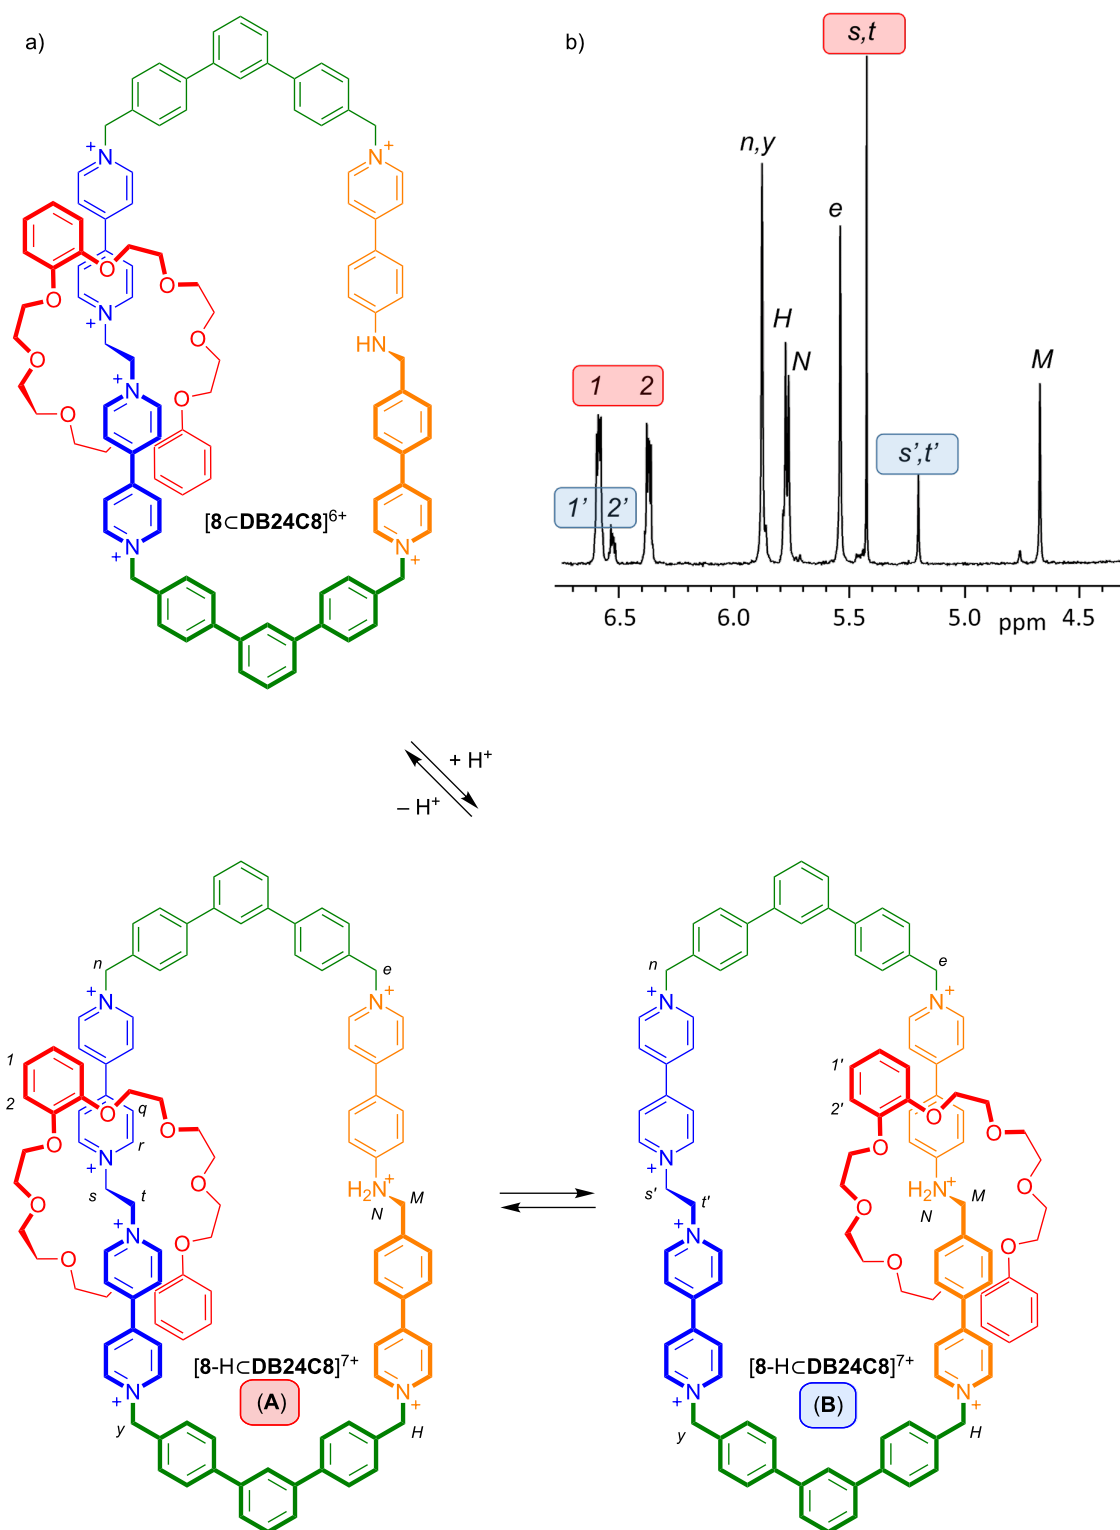 a)
b)
s,t
n,y
e
H
N
M
1 2
s’,t’
1’ 2’
6.5 6.0 5.5 5.0 ppm 4.5
+
N
+
N
O
O
O
O
N
+
HN
O
+
N
O
O
O
[8⊂DB24C8]6+
+
N
N
+
+ H+
– H+
n
e
+
N
+
N
1
2
q
O
O
O
r
N
+
s
t
H2N+
M
N
O
O
+
N
O
O
[8-H⊂DB24C8]7+
(A)
+
N
N
+
y
H
n
e
+
N
+
N
1'
2'
O
O
O
N
+
s'
t'
H2N+
M
N
O
O
+
N
O
O
[8-H⊂DB24C8]7+
(B)
+
N
N
+
y
H